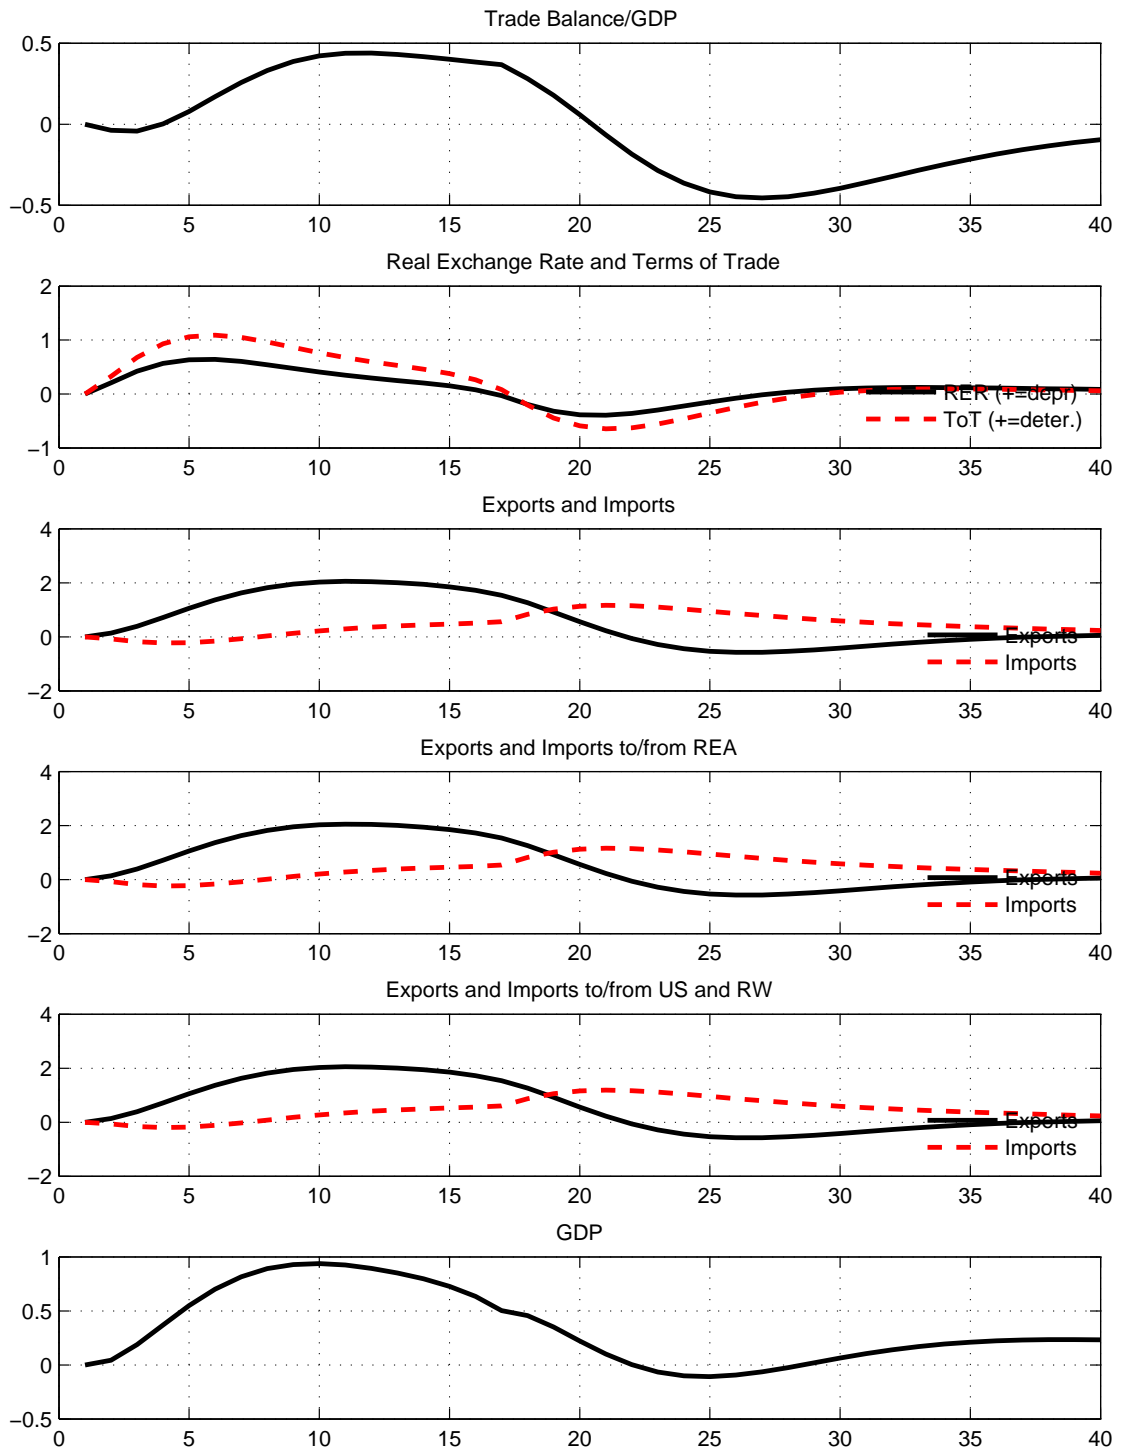 Trade Balance/GDP
0.5
0
−0.5
0 5 10 15 20 25 30 35 40
Real Exchange Rate and Terms of Trade
2
1
0
−1
RER (+=depr)
ToT (+=deter.)
0 5 10 15 20 25 30 35 40
Exports and Imports
4
2
0
−2
Exports
Imports
0 5 10 15 20 25 30 35 40
Exports and Imports to/from REA
4
2
0
−2
Exports
Imports
0 5 10 15 20 25 30 35 40
Exports and Imports to/from US and RW
4
2
0
−2
Exports
Imports
0 5 10 15 20 25 30 35 40
GDP
1
0.5
0
−0.5
0 5 10 15 20 25 30 35 40